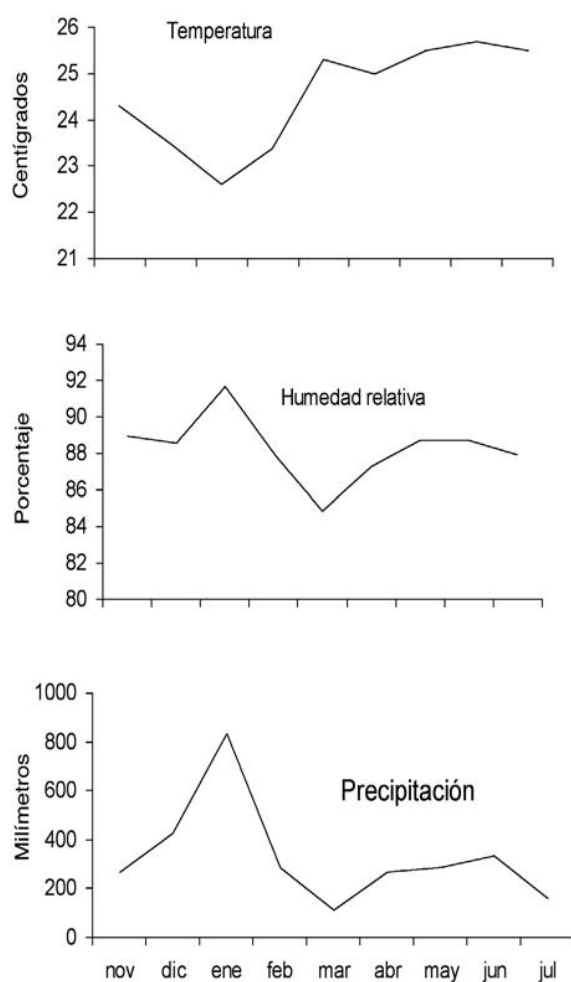 Temperatura
Centígrados
26
25
24
23
22
21
Humedad relativa
Porcentaje
94
92
90
88
86
84
82
80
Precipitación
Milímetros
1000
800
600
400
200
0
nov dic ene feb mar abr may jun jul